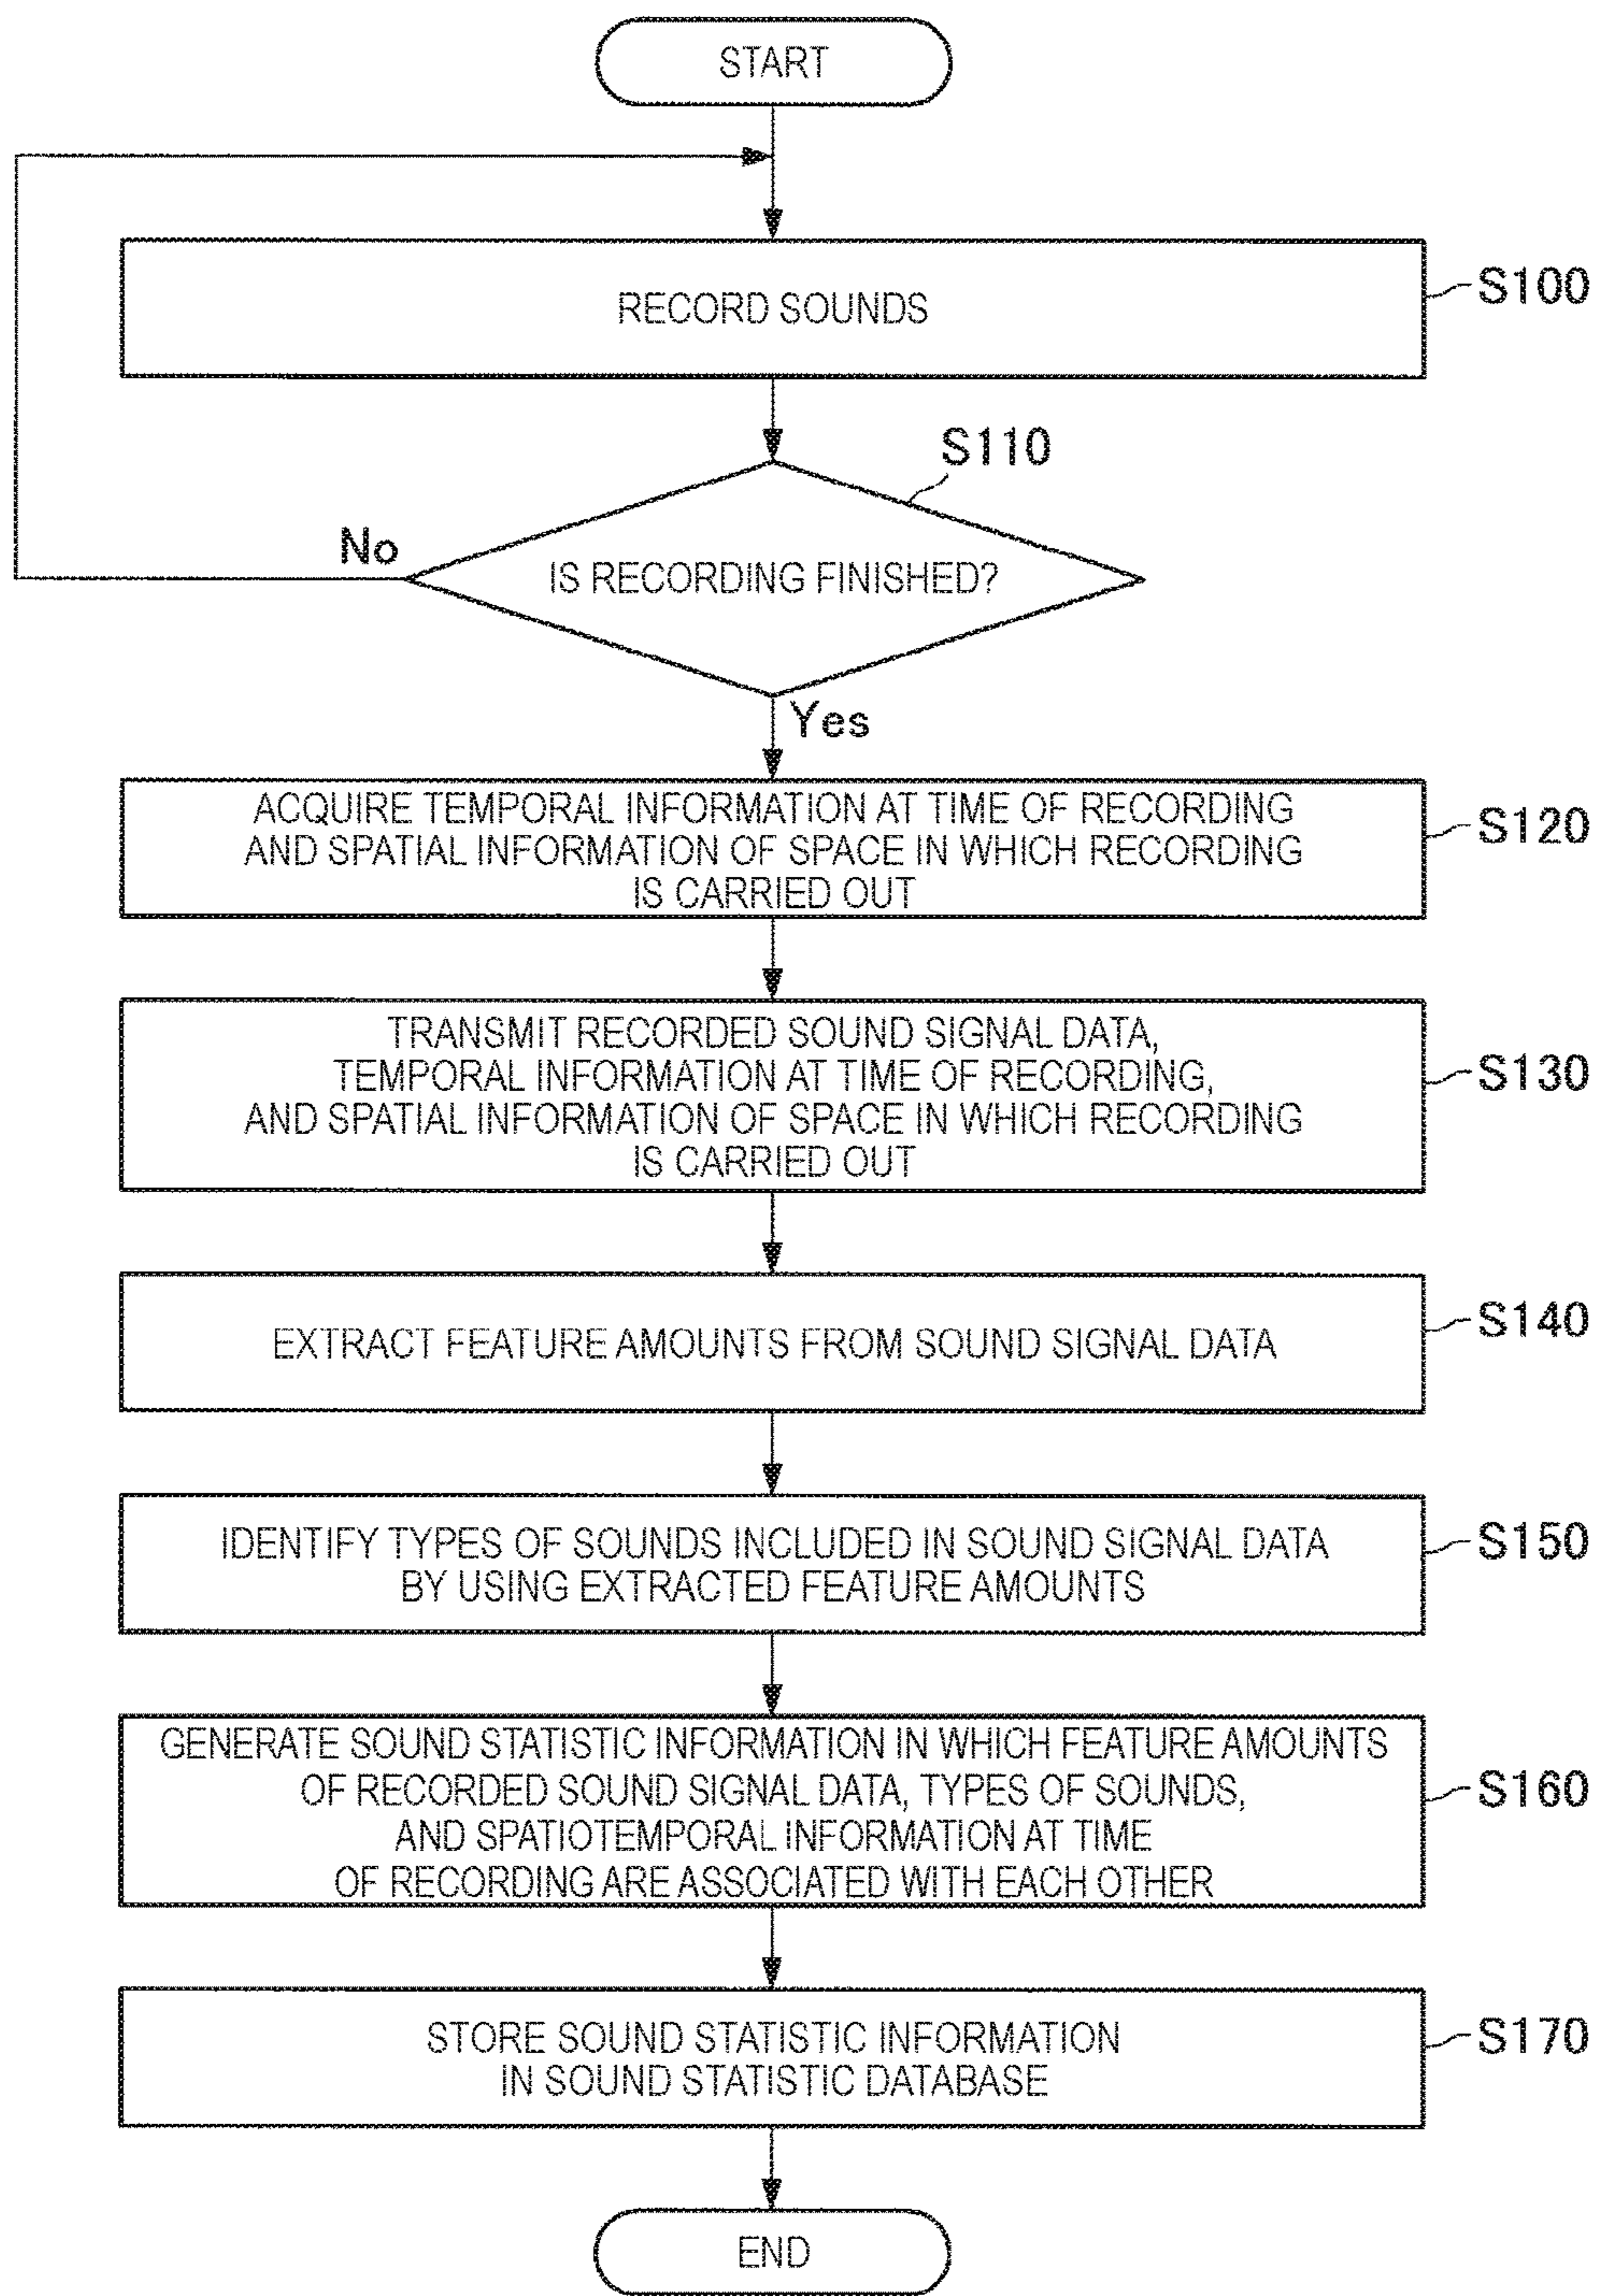 START
RECORD SOUNDS
S100
S110
No
IS RECORDING FINISHED?
Yes
ACQUIRE TEMPORAL INFORMATION AT TIME OF RECORDING
AND SPATIAL INFORMATION OF SPACE IN WHICH RECORDING
IS CARRIED OUT
S120
TRANSMIT RECORDED SOUND SIGNAL DATA,
TEMPORAL INFORMATION AT TIME OF RECORDING,
AND SPATIAL INFORMATION OF SPACE IN WHICH RECORDING
IS CARRIED OUT
S130
EXTRACT FEATURE AMOUNTS FROM SOUND SIGNAL DATA
S140
IDENTIFY TYPES OF SOUNDS INCLUDED IN SOUND SIGNAL DATA
BY USING EXTRACTED FEATURE AMOUNTS
S150
GENERATE SOUND STATISTIC INFORMATION IN WHICH FEATURE AMOUNTS
OF RECORDED SOUND SIGNAL DATA, TYPES OF SOUNDS,
AND SPATIOTEMPORAL INFORMATION AT TIME
OF RECORDING ARE ASSOCIATED WITH EACH OTHER
S160
STORE SOUND STATISTIC INFORMATION
IN SOUND STATISTIC DATABASE
S170
END